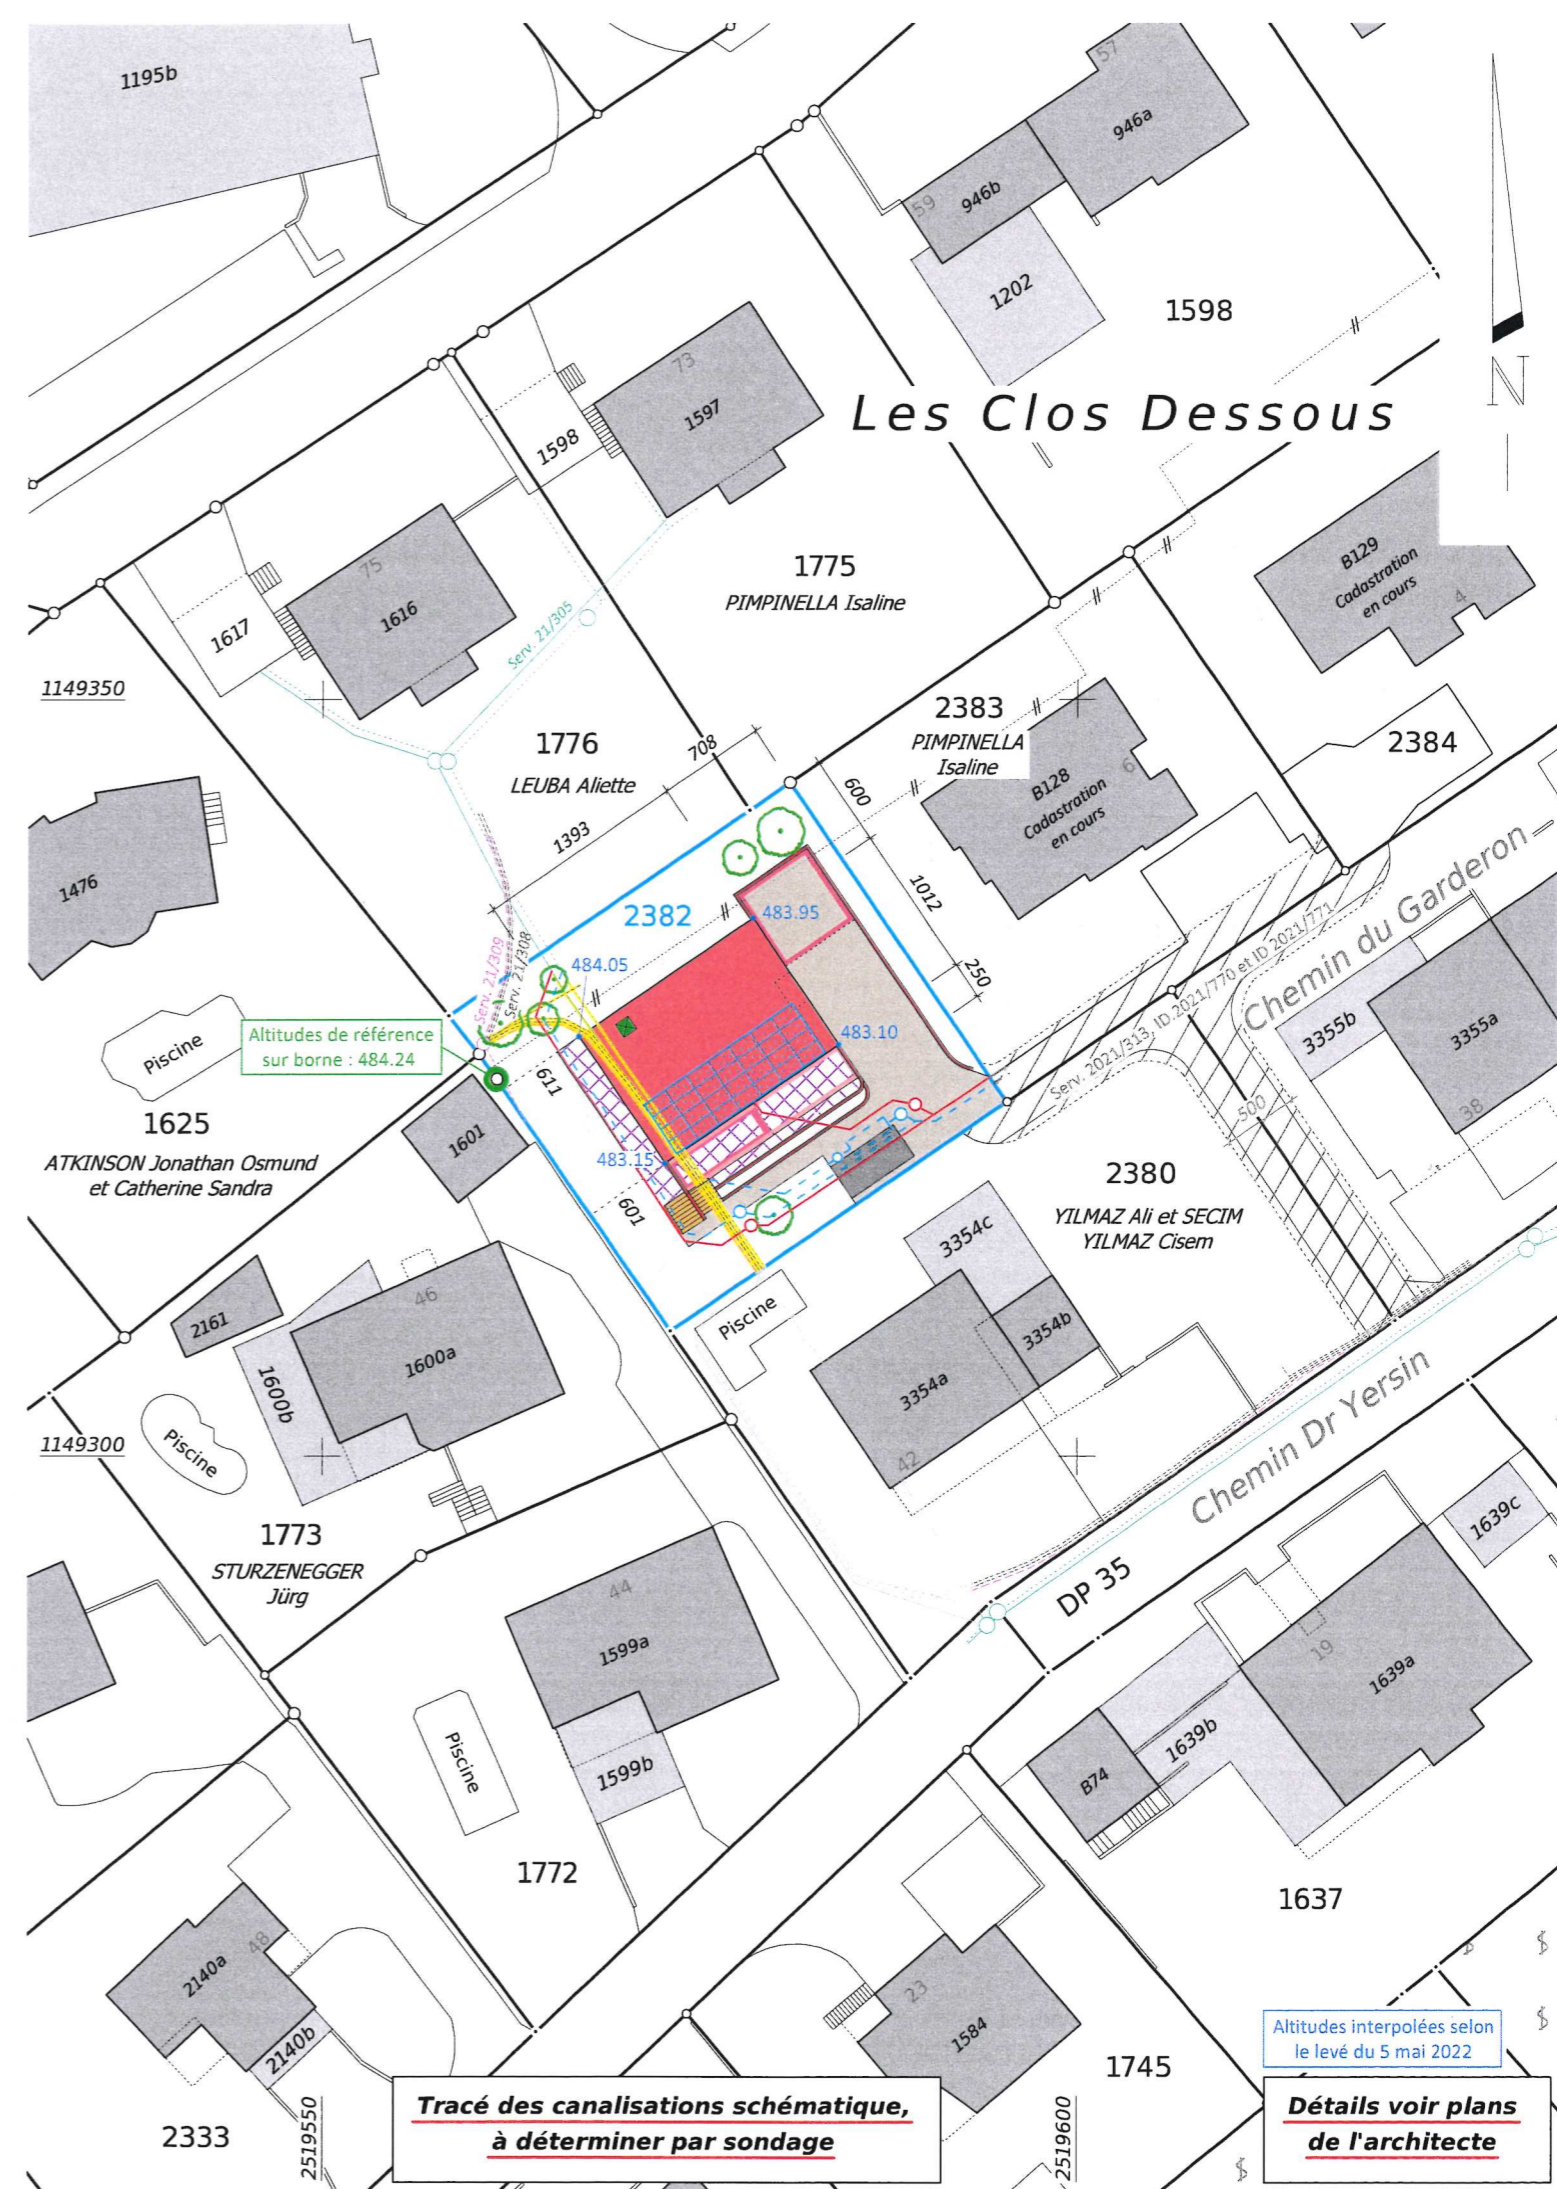 1195b
57
946a
59
946b
1202
1598
73
1597
1598
Les Clos Dessous
N
75
1616
1617
Serv. 21/305
1775
PIMPINELLA Isaline
B129
Cadastration
en cours
4
1149350
1776
LEUBA Aliette
708
1393
2383
PIMPINELLA
Isaline
B128
Cadastration
en cours
6
2384
600
1012
250
1476
2382
483.95
484.05
483.10
483.15
Serv. 21/309
Serv. 21/308
Altitudes de référence
sur borne : 484.24
Piscine
611
601
1625
ATKINSON Jonathan Osmund
et Catherine Sandra
1601
Chemin du Garderon
Serv. 2021/313, ID.2021/770 et ID.2021/771
500
3355b
3355a
38
2380
YILMAZ Ali et SECIM
YILMAZ Cisem
3354c
3354b
3354a
42
Piscine
2161
46
1600a
1600b
1149300
Piscine
1773
STURZENEGGER
Jürg
Chemin Dr Yersin
DP 35
44
1599a
1599b
Piscine
1772
1639c
19
1639a
1639b
B74
1637
48
2140a
2140b
23
1584
1745
2333
2519550
2519600
Altitudes interpolées selon
le levé du 5 mai 2022
Tracé des canalisations schématique,
à déterminer par sondage
Détails voir plans
de l'architecte